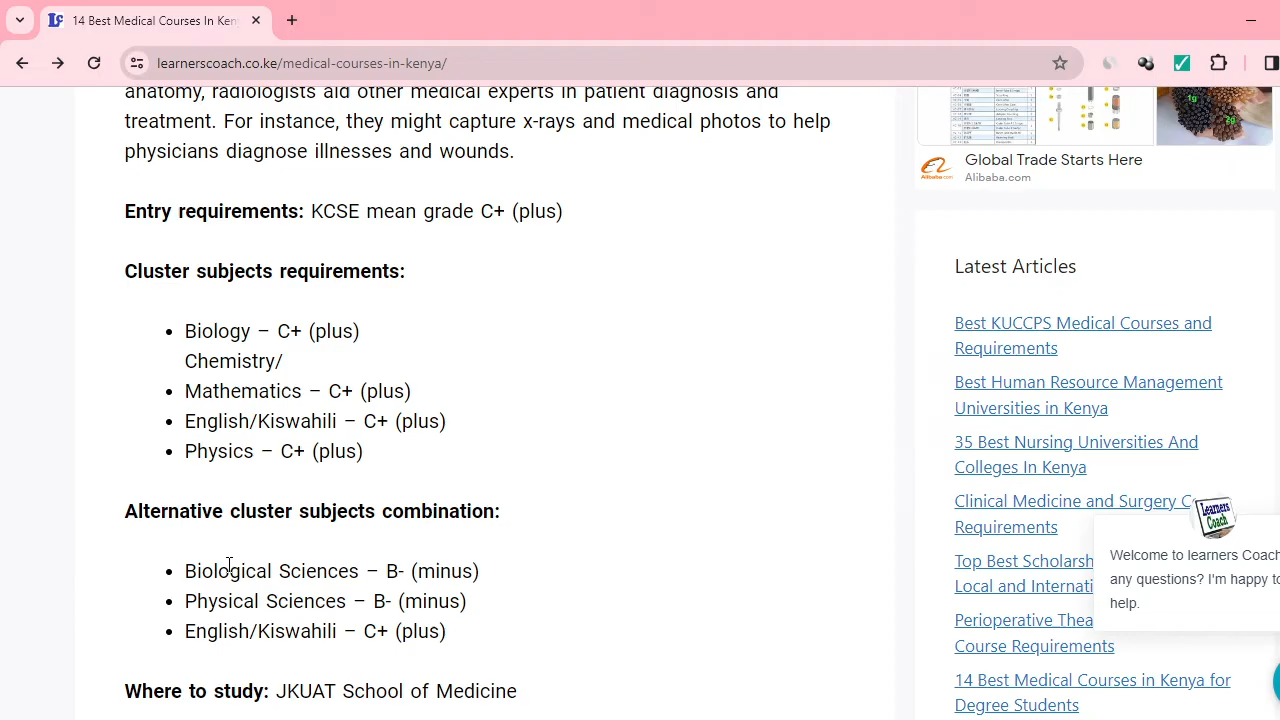 14 Best Medical Courses In Ken
learnerscoach.co.ke/medical-courses-in-kenya/
anatomy, radiologists aid other medical experts in patient diagnosis and
treatment. For instance, they might capture x-rays and medical photos to help
physicians diagnose illnesses and wounds.
Entry requirements: KCSE mean grade C+ (plus)
Cluster subjects requirements:
• Biology – C+ (plus)
Chemistry/
• Mathematics – C+ (plus)
• English/Kiswahili – C+ (plus)
• Physics – C+ (plus)
Alternative cluster subjects combination:
• Biological Sciences – B- (minus)
• Physical Sciences – B- (minus)
• English/Kiswahili – C+ (plus)
Where to study: JKUAT School of Medicine
Global Trade Starts Here
Alibaba.com
Latest Articles
Best KUCCPS Medical Courses and
Requirements
Best Human Resource Management
Universities in Kenya
35 Best Nursing Universities And
Colleges In Kenya
Clinical Medicine and Surgery C
Requirements
Top Best Scholarsh
Local and Internati
Perioperative Thea
Course Requirements
14 Best Medical Courses in Kenya for
Degree Students
Learners
Coach
Welcome to learners Coach
any questions? I'm happy to
help.